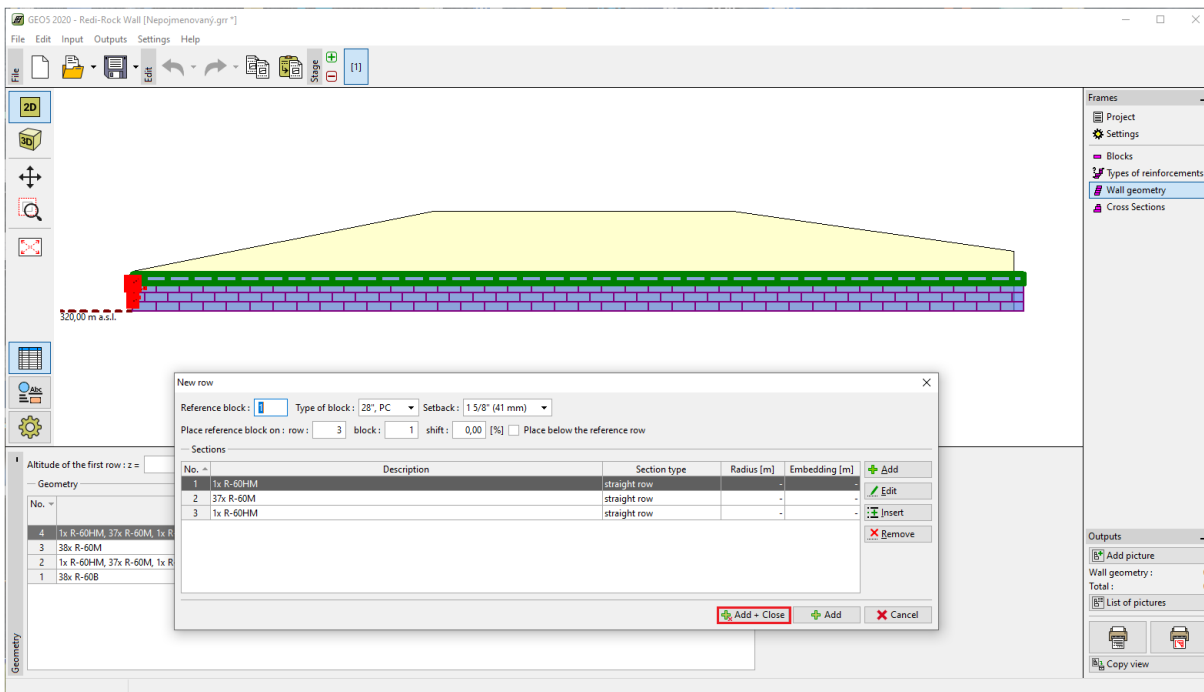 GEO5 2020 - Redi-Rock Wall [Nepojmenovaný.grr *]
File Edit Input Outputs Settings Help
File
Edit
Stage
[1]
2D
3D
320,00 m a.s.l.
Abc
Frames
Project
Settings
Blocks
Types of reinforcements
Wall geometry
Cross Sections
New row
Reference block : 1 Type of block : 28", PC Setback : 1 5/8" (41 mm)
Place reference block on : row : 3 block : 1 shift : 0,00 [%] Place below the reference row
Sections
No. Description Section type Radius [m] Embedding [m]
1 1x R-60HM straight row - -
2 37x R-60M straight row - -
3 1x R-60HM straight row - -
Add
Edit
Insert
Remove
Add + Close Add Cancel
Altitude of the first row : z =
Geometry
No.
4 1x R-60HM, 37x R-60M, 1x R
3 38x R-60M
2 1x R-60HM, 37x R-60M, 1x R
1 38x R-60B
Geometry
Outputs
Add picture
Wall geometry :
Total :
List of pictures
Copy view